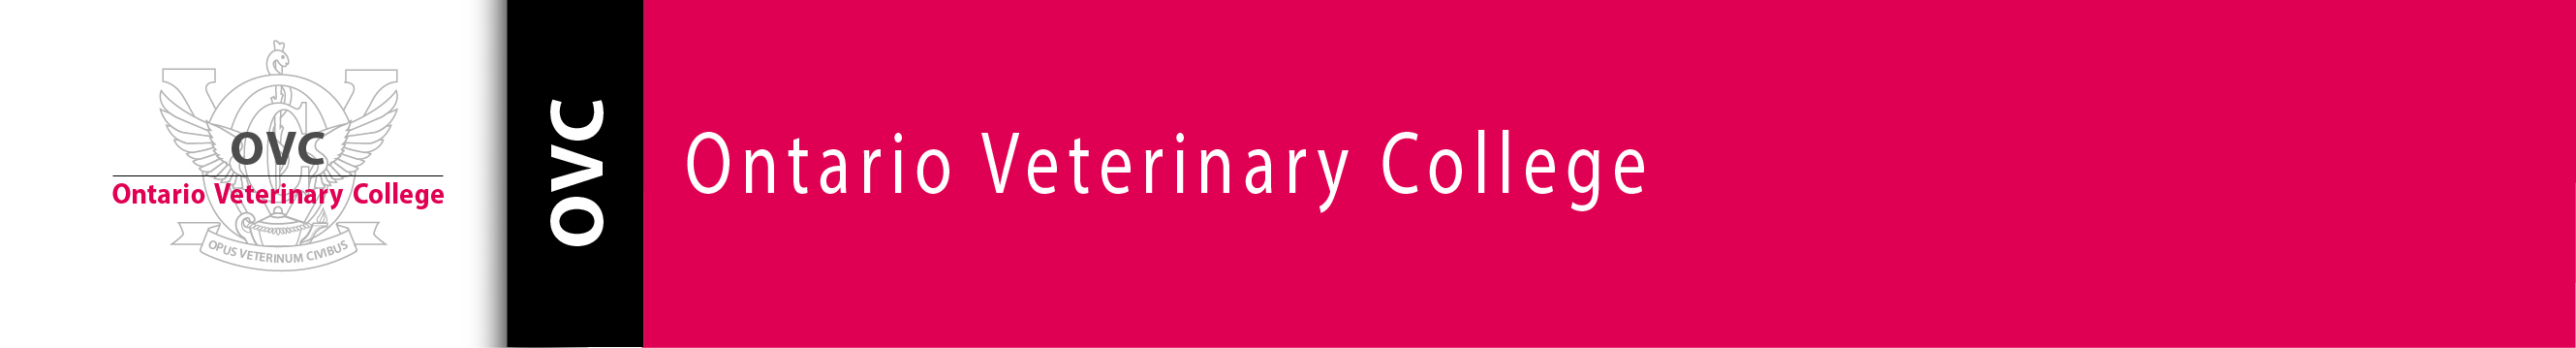 OVC
Ontario Veterinary College
OPUS VETERINUM CIVIBUS
OVC
Ontario Veterinary College